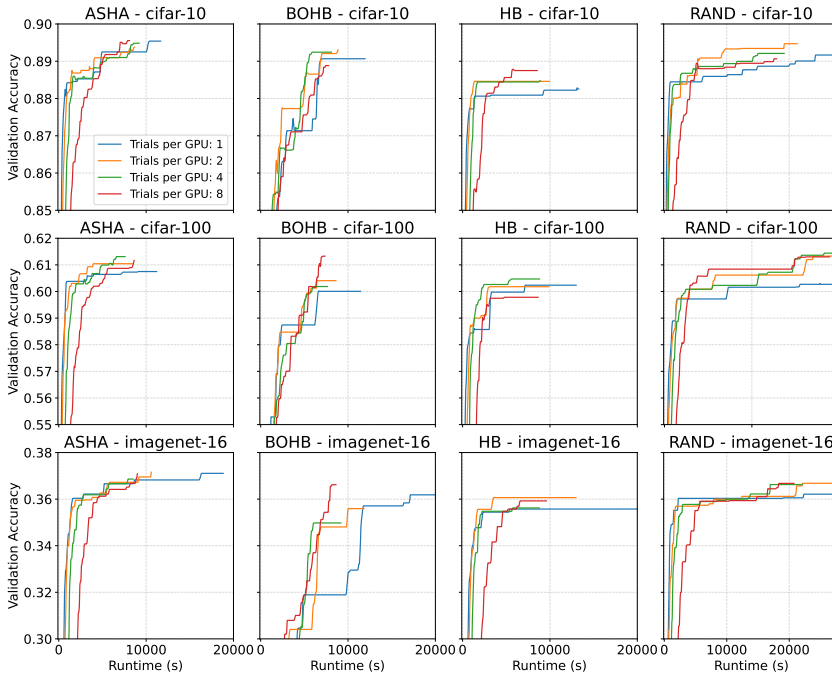 ASHA - cifar-10
BOHB - cifar-10
HB - cifar-10
RAND - cifar-10
Validation Accuracy
0.90
0.89
0.88
0.87
0.86
0.85
Trials per GPU: 1
Trials per GPU: 2
Trials per GPU: 4
Trials per GPU: 8
ASHA - cifar-100
BOHB - cifar-100
HB - cifar-100
RAND - cifar-100
Validation Accuracy
0.62
0.61
0.60
0.59
0.58
0.57
0.56
0.55
ASHA - imagenet-16
BOHB - imagenet-16
HB - imagenet-16
RAND - imagenet-16
Validation Accuracy
0.38
0.36
0.34
0.32
0.30
0 10000 20000
0 10000 20000
0 10000 20000
0 10000 20000
Runtime (s)
Runtime (s)
Runtime (s)
Runtime (s)